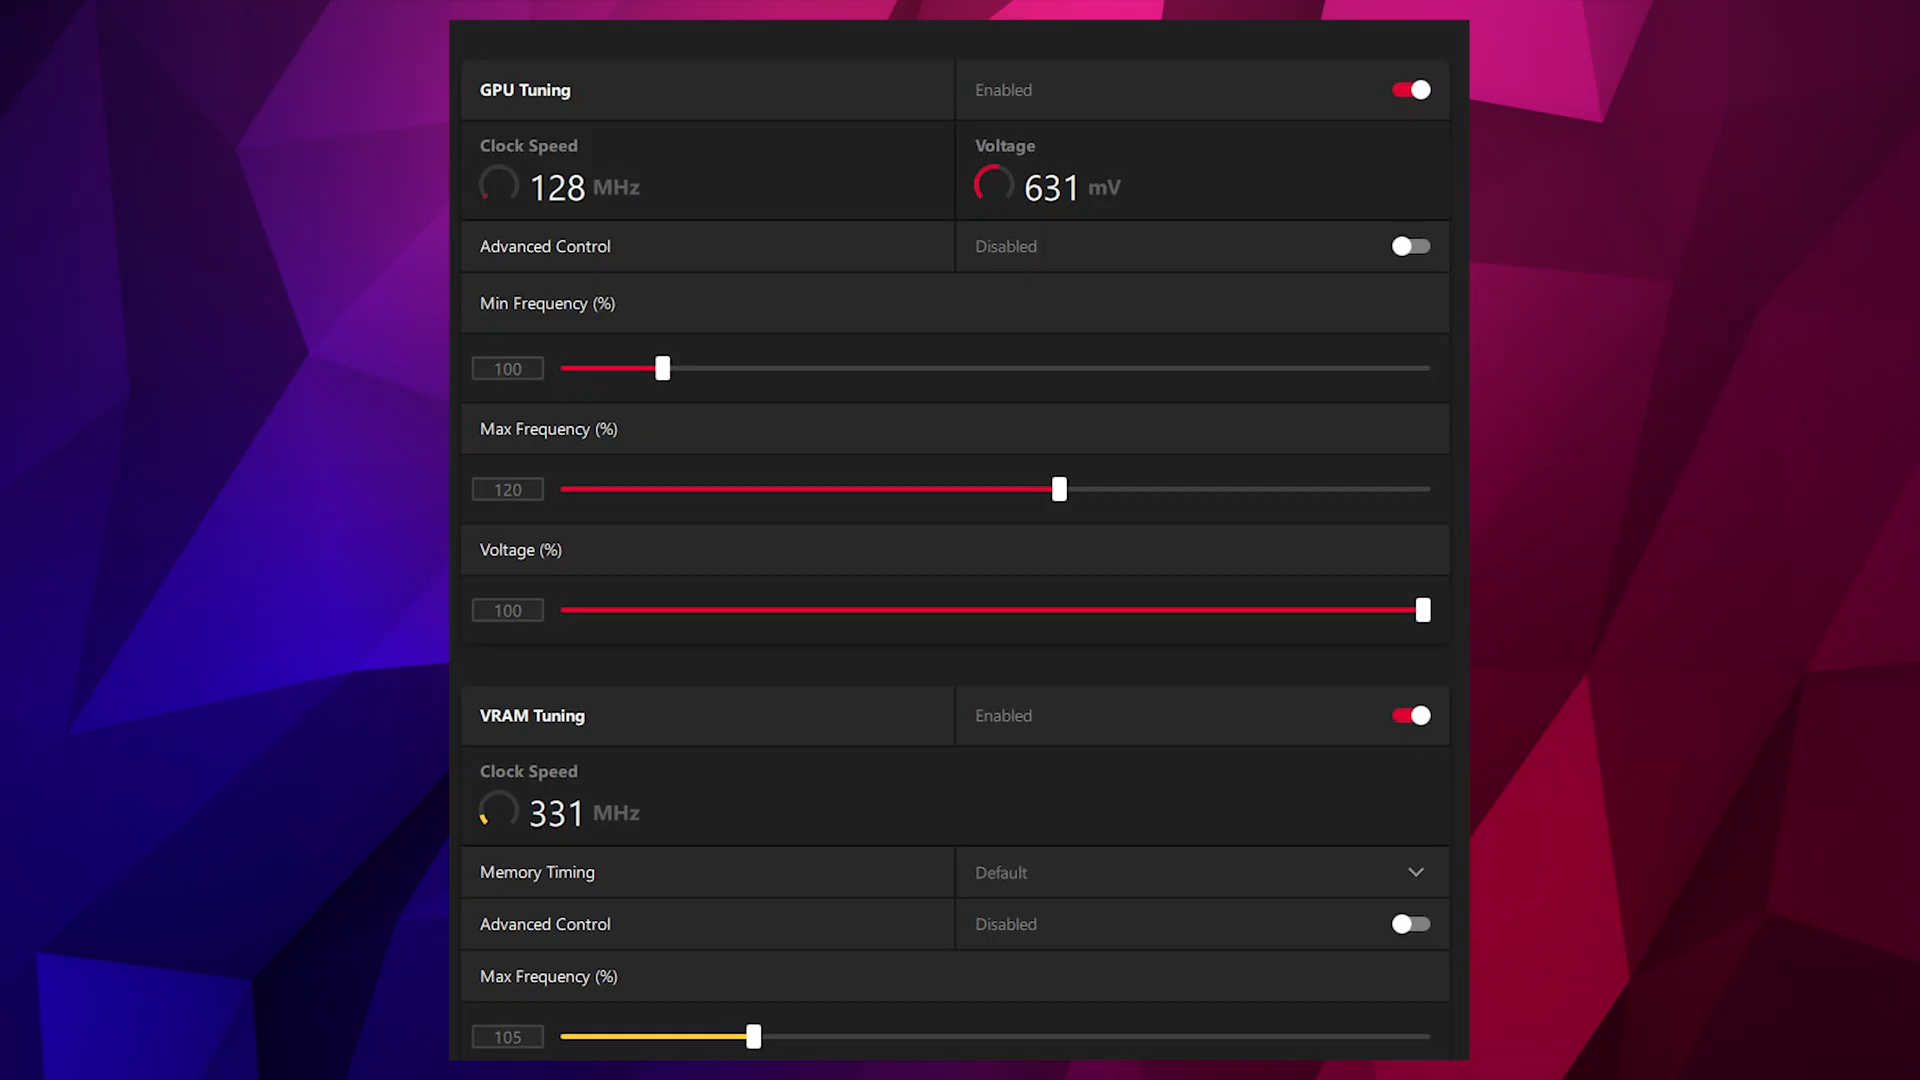 GPU Tuning Enabled
Clock Speed Voltage
128 MHz 631 mV
Advanced Control Disabled
Min Frequency (%)
100
Max Frequency (%)
120
Voltage (%)
100
VRAM Tuning Enabled
Clock Speed
331 MHz
Memory Timing Default
Advanced Control Disabled
Max Frequency (%)
105